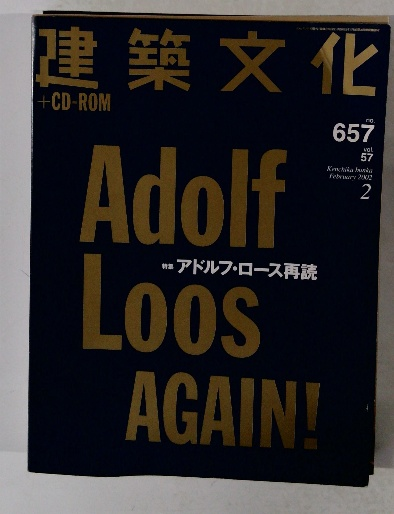 建築文化
+CD-ROM
no.
657
vol.
57
Kenchiku bunka
February 2002
2
Adolf
特集 アドルフ・ロース再読
Loos
AGAIN!